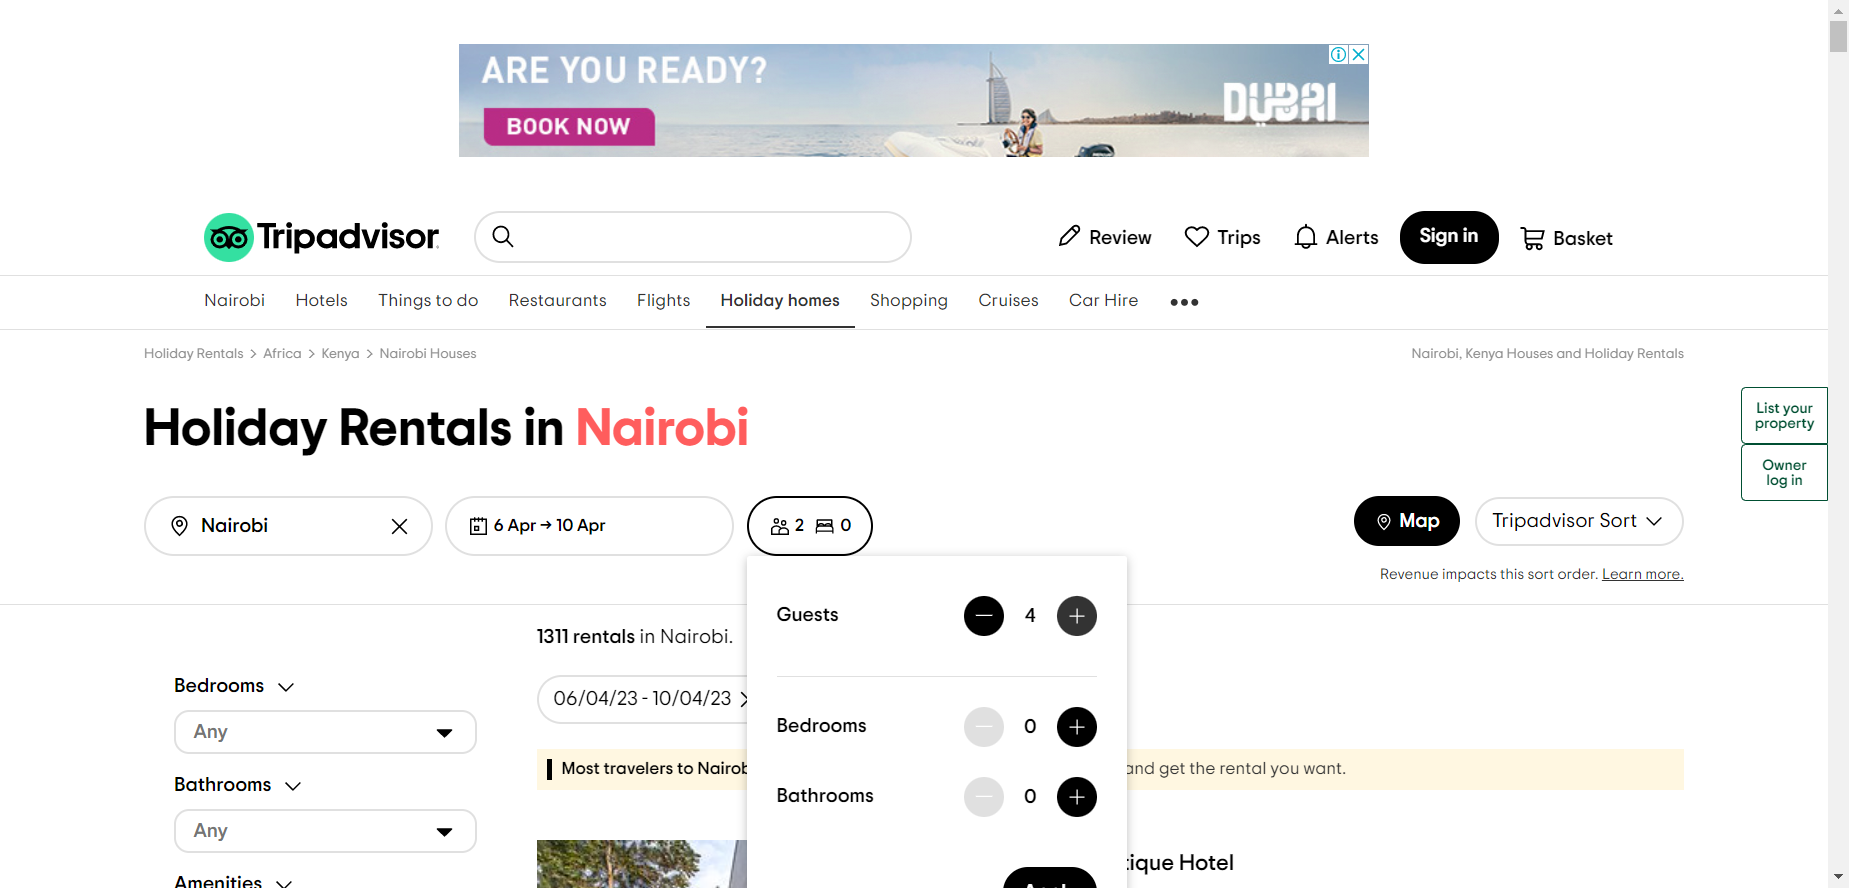 ARE YOU READY?
BOOK NOW
DUBAI
Tripadvisor
Review
Trips
Alerts
Sign in
Basket
Nairobi
Hotels
Things to do
Restaurants
Flights
Holiday homes
Shopping
Cruises
Car Hire
Holiday Rentals > Africa > Kenya > Nairobi Houses
Nairobi, Kenya Houses and Holiday Rentals
List your
property
Owner
log in
Holiday Rentals in Nairobi
Nairobi
6 Apr → 10 Apr
2
0
Map
Tripadvisor Sort
Revenue impacts this sort order. Learn more.
Guests
4
Bedrooms
0
Bathrooms
0
1311 rentals in Nairobi.
06/04/23 - 10/04/23
Most travelers to
and get the rental you want.
Bedrooms
Any
Bathrooms
Any
Amenities
Hotel